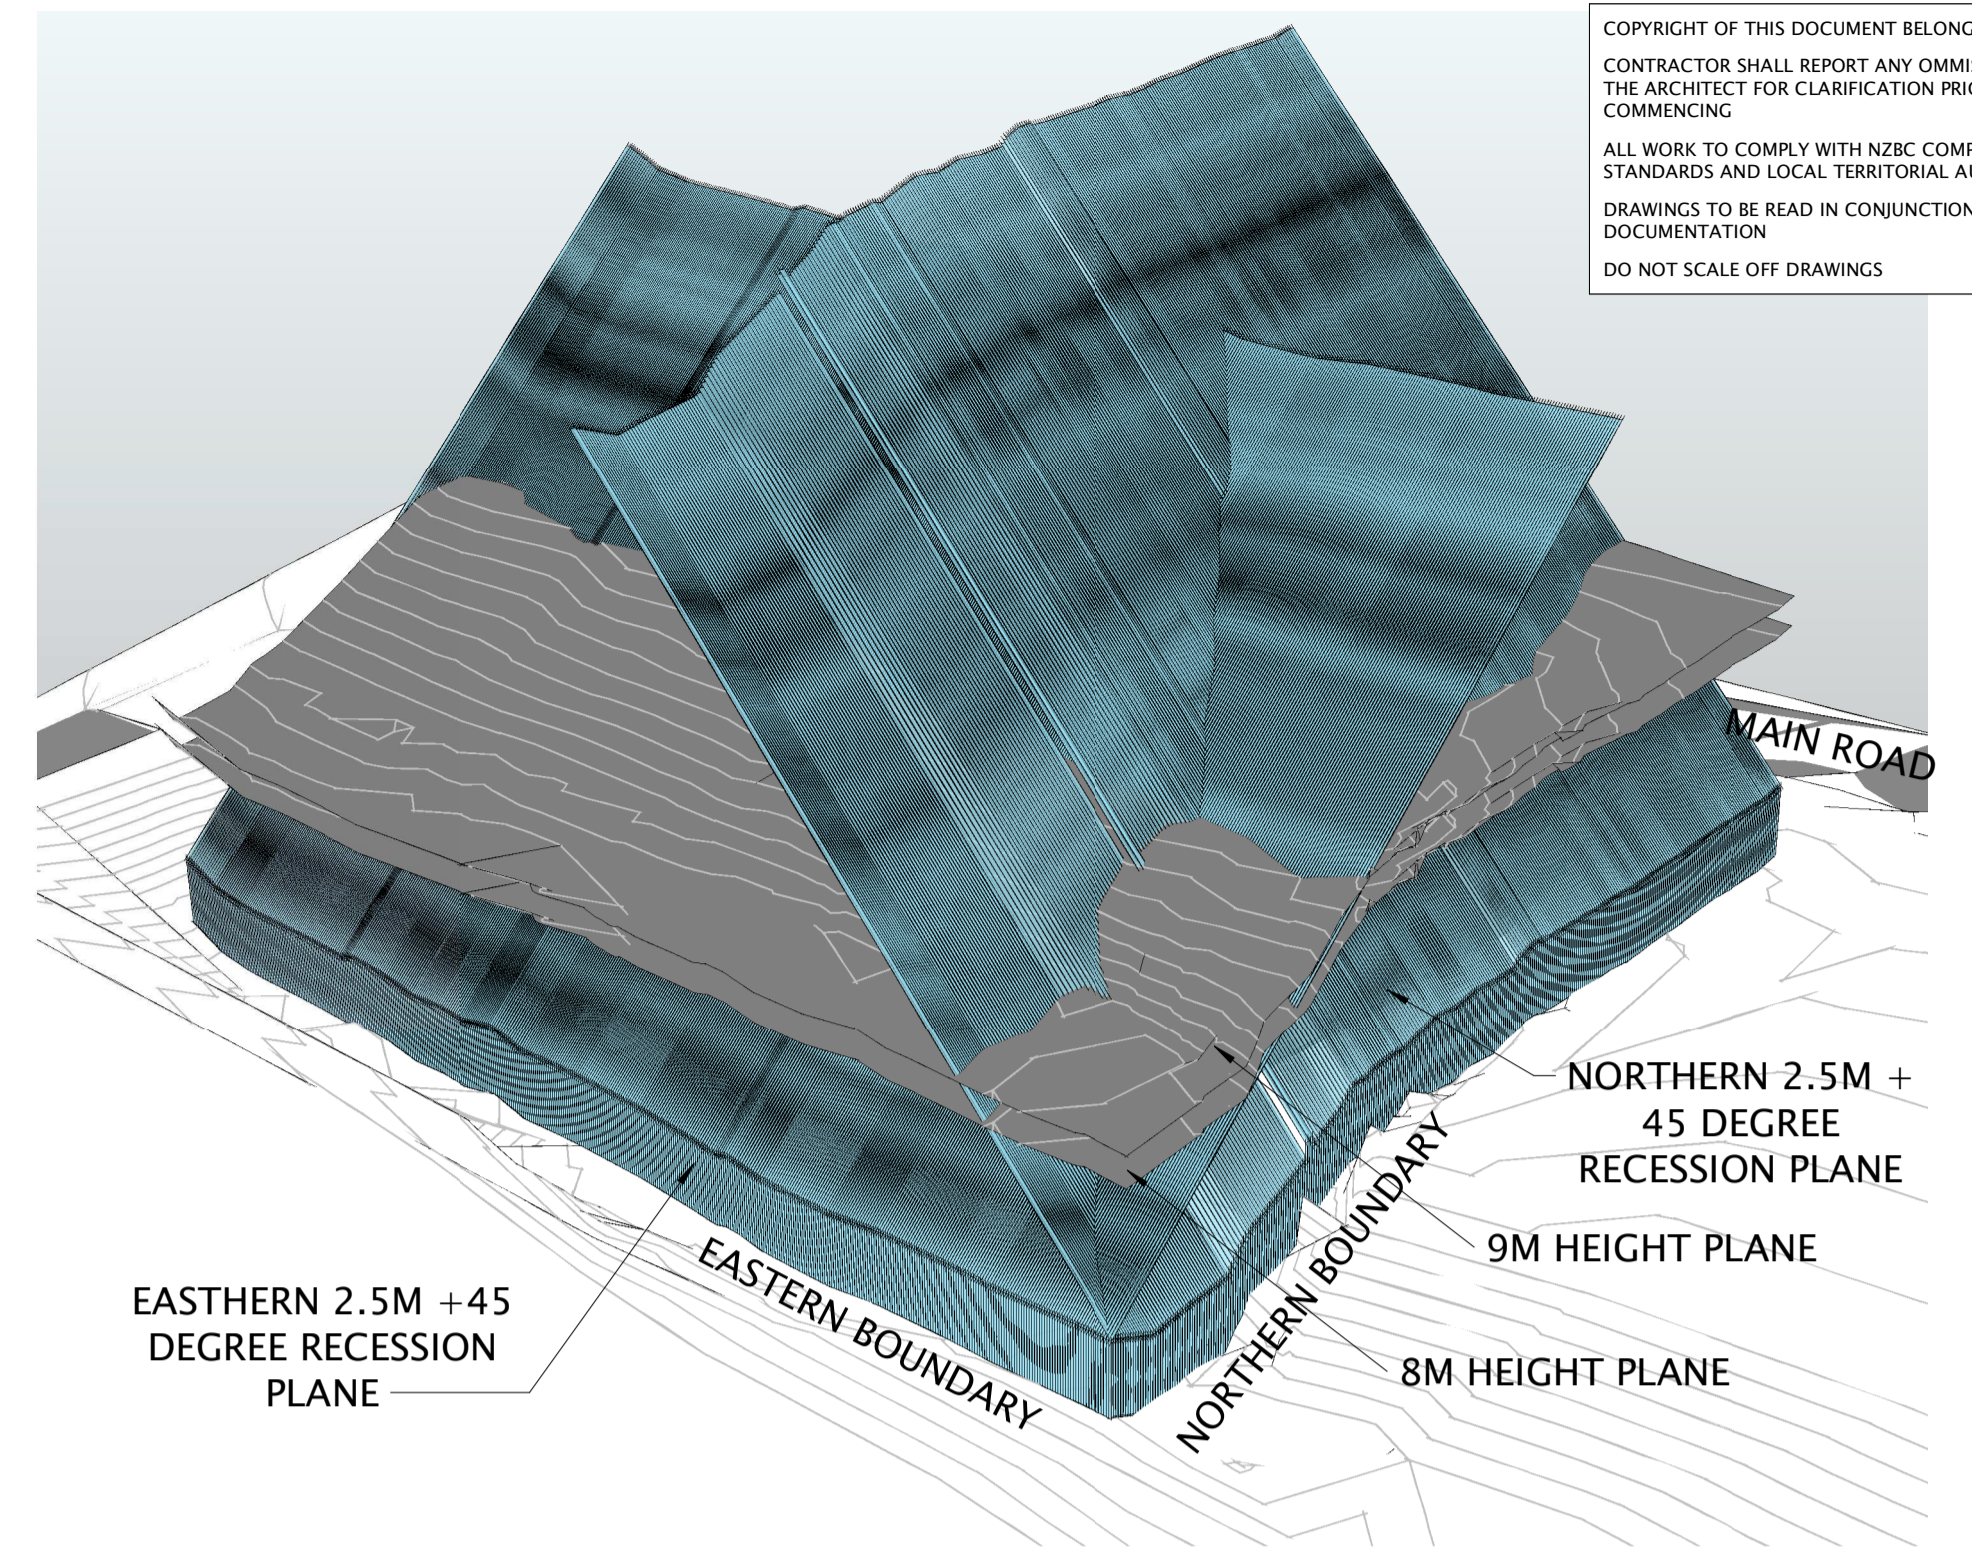 COPYRIGHT OF THIS DOCUMENT BELONG
CONTRACTOR SHALL REPORT ANY OMMI
THE ARCHITECT FOR CLARIFICATION PRI
COMMENCING
ALL WORK TO COMPLY WITH NZBC COMP
STANDARDS AND LOCAL TERRITORIAL AU
DRAWINGS TO BE READ IN CONJUNCTION
DOCUMENTATION
DO NOT SCALE OFF DRAWINGS
MAIN ROAD
NORTHERN 2.5M +
45 DEGREE
RECESSION PLANE
9M HEIGHT PLANE
8M HEIGHT PLANE
NORTHERN BOUNDARY
EASTERN BOUNDARY
EASTHERN 2.5M +45
DEGREE RECESSION
PLANE